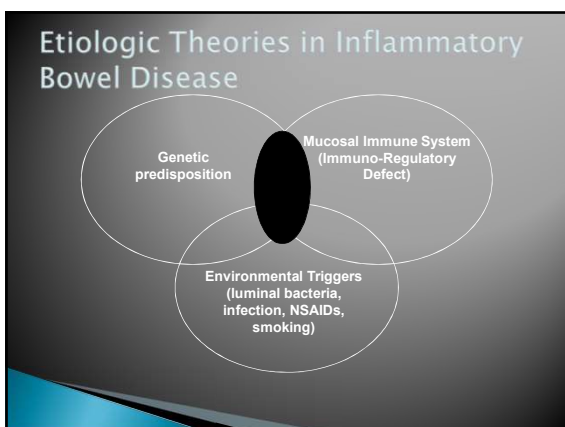 Etiologic Theories in Inflammatory
Bowel Disease
Genetic
predisposition
Mucosal Immune System
(Immuno-Regulatory
Defect)
Environmental Triggers
(luminal bacteria,
infection, NSAIDs,
smoking)